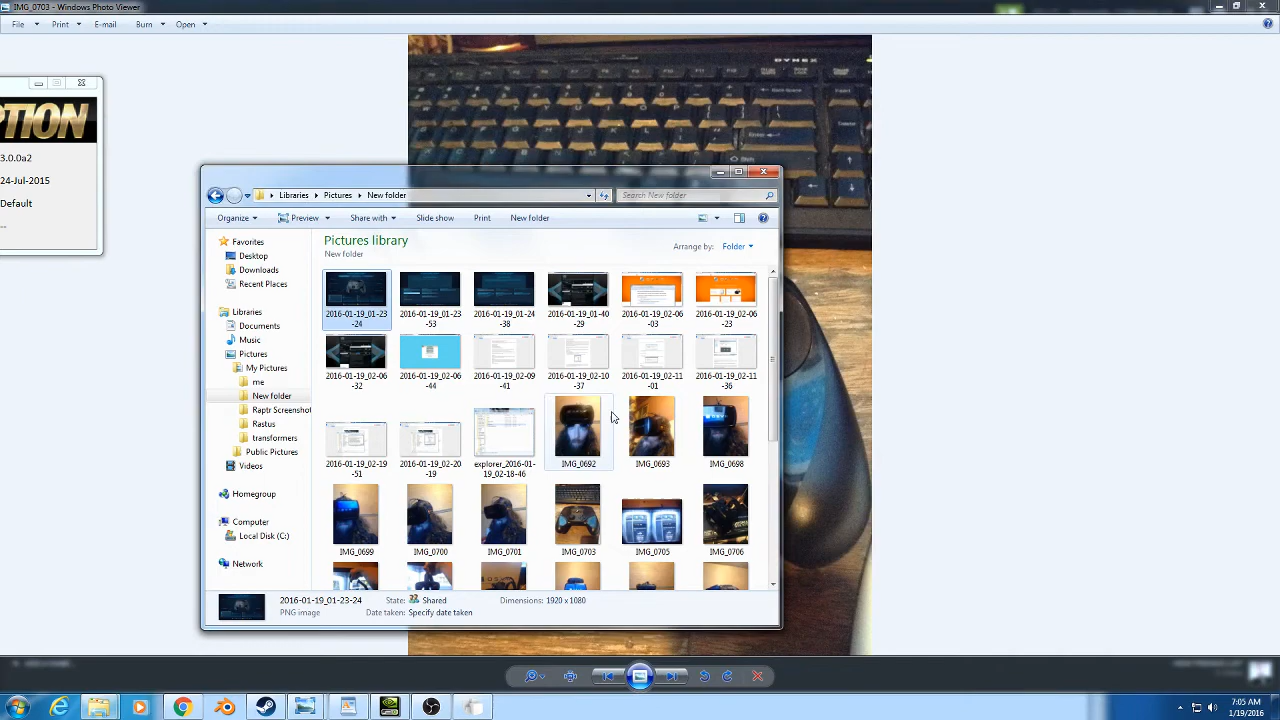 IMG_0703 - Windows Photo Viewer
File Print E-mail Burn Open
DYNEX
PTION
3.0.0a2
Default
Libraries Pictures New folder
Search New folder
Organize Preview Share with Slide show Print New folder
Pictures library
New folder
Arrange by: Folder
Favorites
Desktop
Downloads
Recent Places
Libraries
Documents
Music
Pictures
My Pictures
me
New folder
Raptr Screenshot
Rasta
transformers
Public Pictures
Videos
Homegroup
Computer
Local Disk (C:)
Network
2016-01-19_01-23 2016-01-19_01-23 2016-01-19_01-24 2016-01-19_01-40 2016-01-19_02-06 2016-01-19_02-06
-24 -53 -38 -29 -03 -23
2016-01-19_02-06 2016-01-19_02-06 2016-01-19_02-09 2016-01-19_02-10 2016-01-19_02-11 2016-01-19_02-11
-32 -44 -41 -37 -01 -36
2016-01-19_02-19 2016-01-19_02-20 explorer_2016-01- IMG_0692 IMG_0693 IMG_0698
-51 -19 19_02-18-46
IMG_0699 IMG_0700 IMG_0701 IMG_0703 IMG_0705 IMG_0706
2016-01-19_01-23-24 State: Shared Dimensions: 1920 x 1080
PNG image Date taken: Specify date taken
7:05 AM
1/19/2016